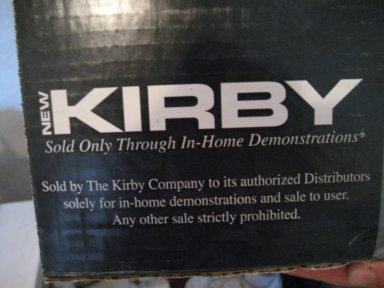 NEW KIRBY
Sold Only Through In-Home Demonstrations®
Sold by The Kirby Company to its authorized Distributors
solely for in-home demonstrations and sale to user.
Any other sale strictly prohibited.